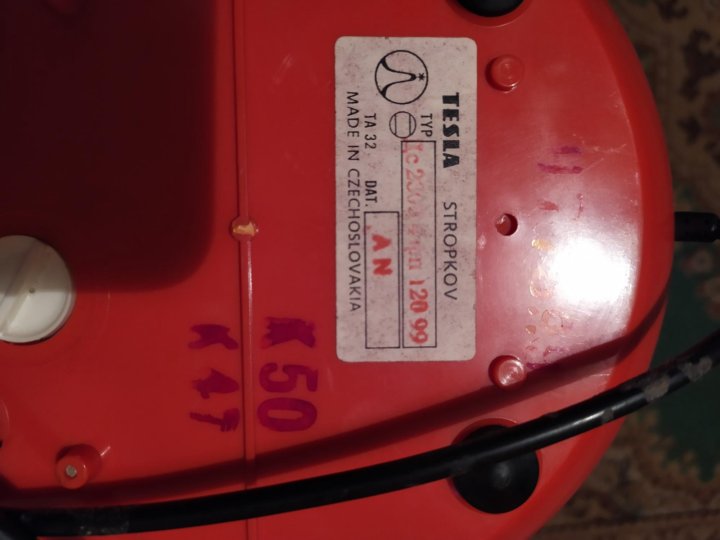 TESLA STROPKOV
TYP 120 99
TA 32 DAT. AN
MADE IN CZECHOSLOVAKIA
K 50
K 47